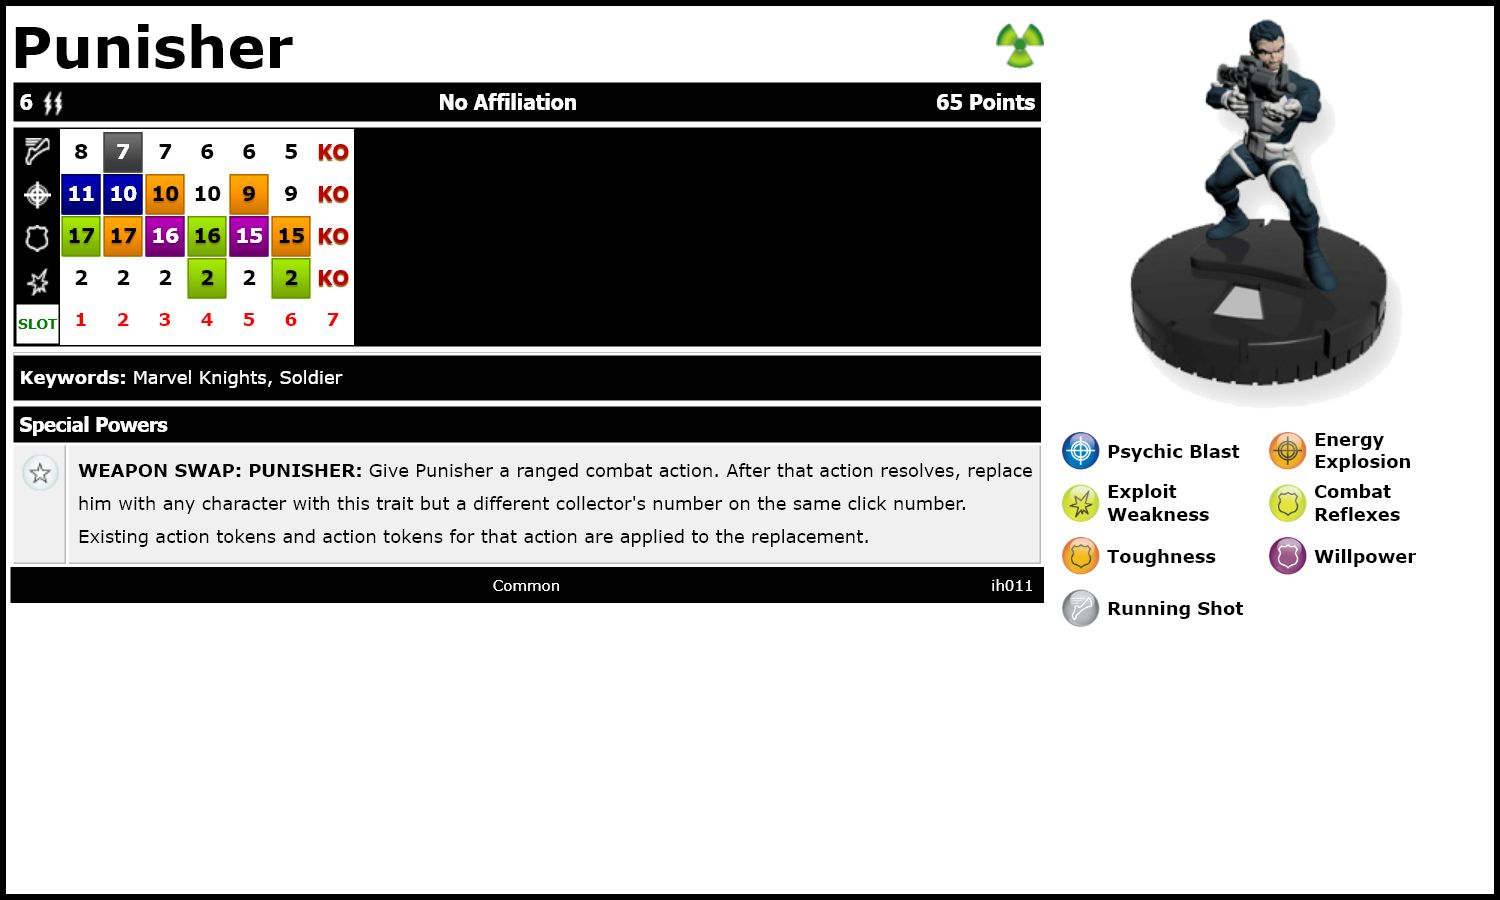 Punisher
6 No Affiliation 65 Points
8 7 7 6 6 5 KO
11 10 10 10 9 9 KO
17 17 16 16 15 15 KO
2 2 2 2 2 2 KO
SLOT 1 2 3 4 5 6 7
Keywords: Marvel Knights, Soldier
Special Powers
WEAPON SWAP: PUNISHER: Give Punisher a ranged combat action. After that action resolves, replace
him with any character with this trait but a different collector's number on the same click number.
Existing action tokens and action tokens for that action are applied to the replacement.
Common ih011
Psychic Blast
Energy
Explosion
Exploit
Weakness
Combat
Reflexes
Toughness
Willpower
Running Shot